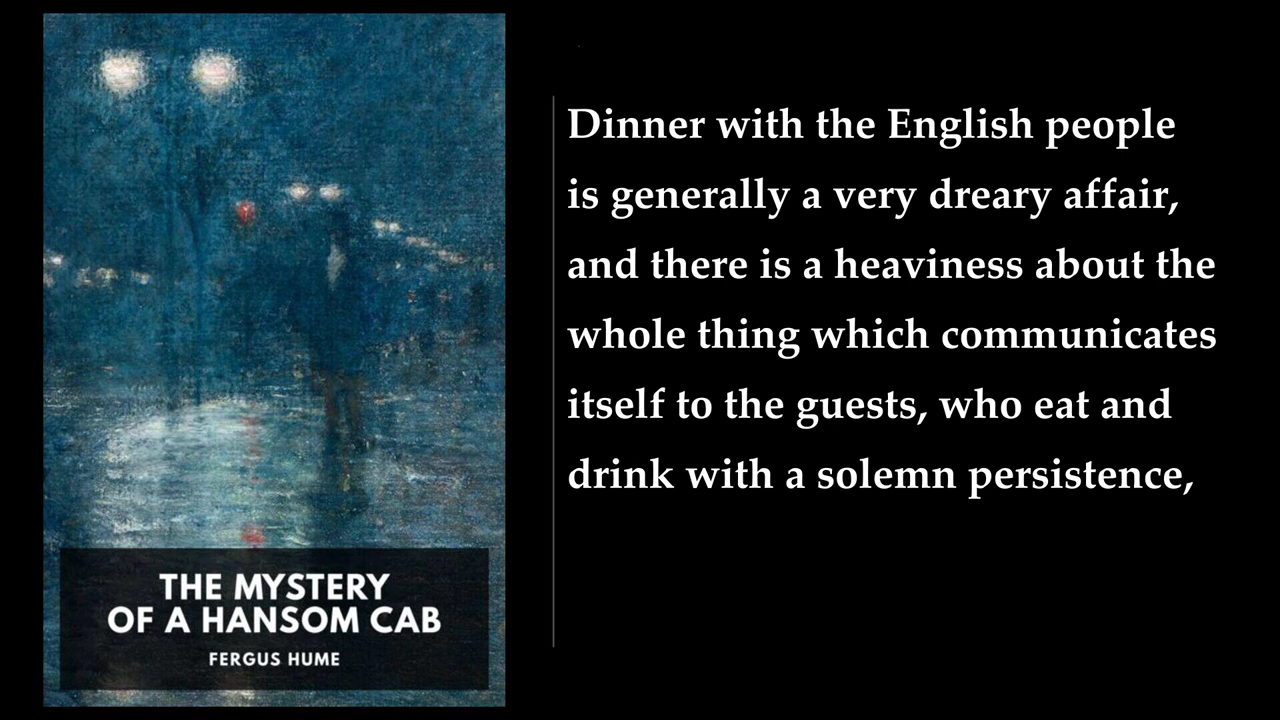 THE MYSTERY
OF A HANSOM CAB
FERGUS HUME
Dinner with the English people
is generally a very dreary affair,
and there is a heaviness about the
whole thing which communicates
itself to the guests, who eat and
drink with a solemn persistence,